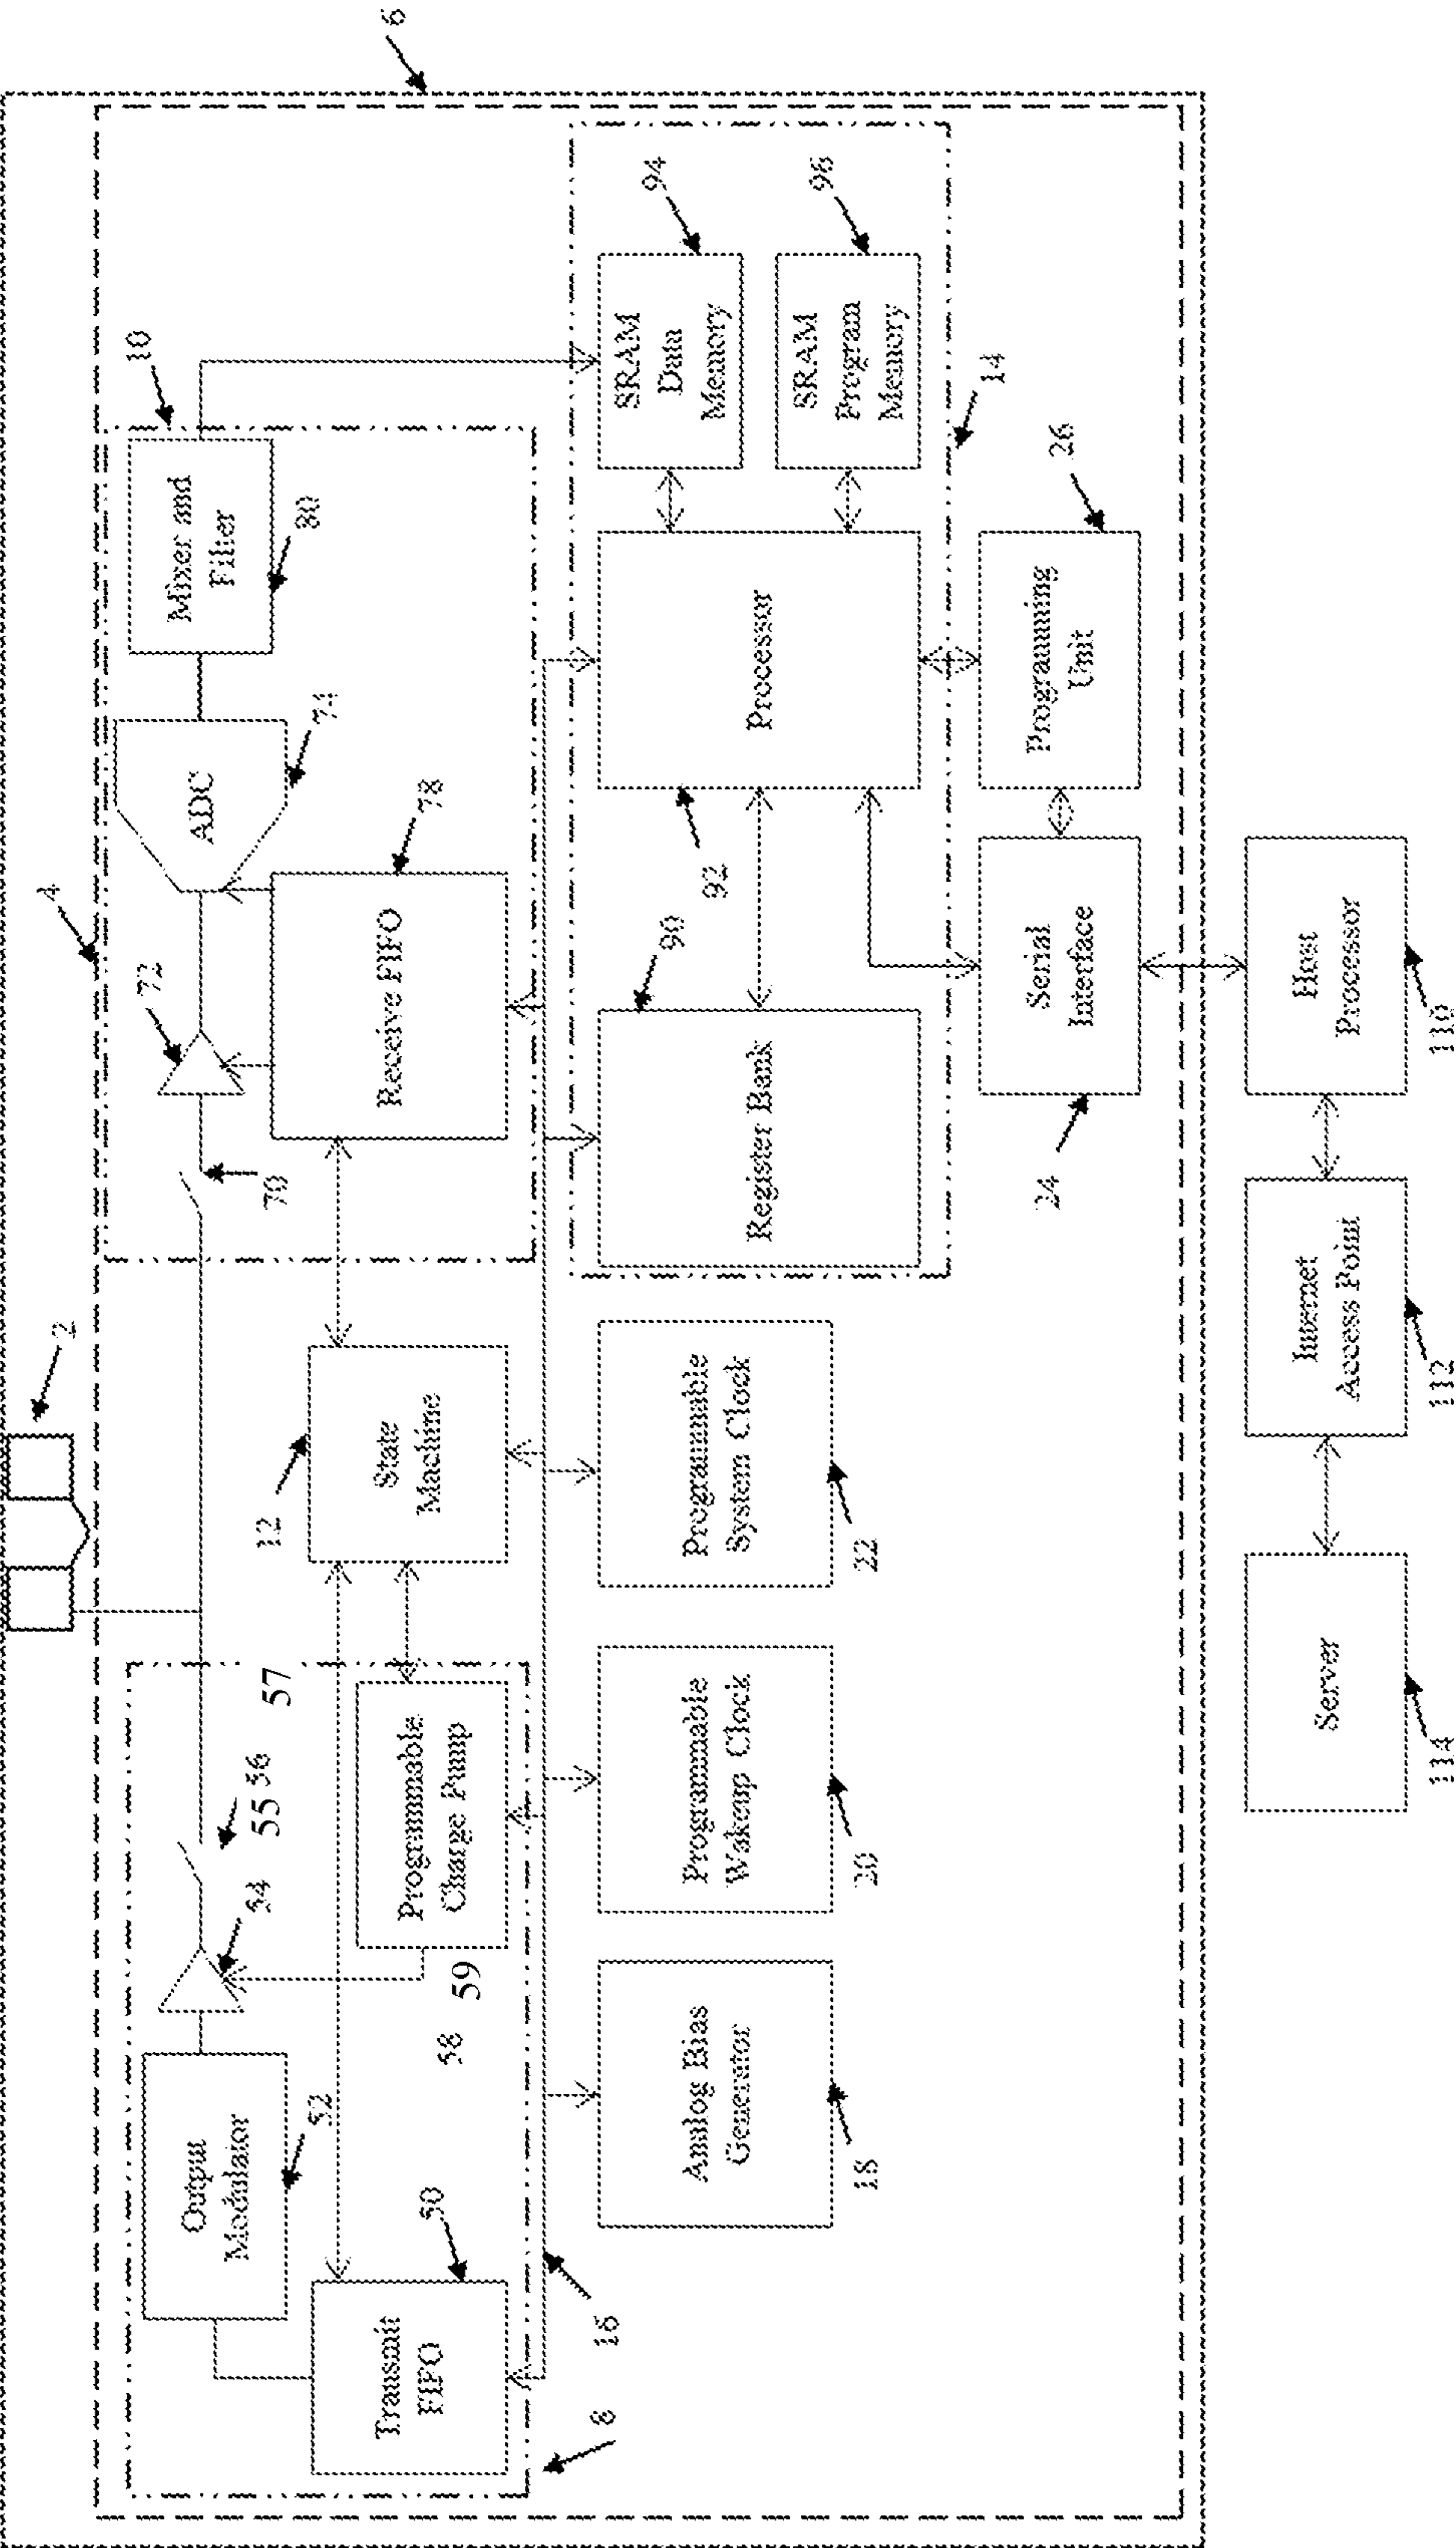 2
4
6
Output
Modulator
52
54
55 56
57
70
72
ADC
74
Mixer and
Filter
80
10
Transmit
FIFO
50
58
59
Programmable
Charge Pump
12
State
Machine
Receive FIFO
78
8
16
Analog Bias
Generator
18
Programmable
Wakeup Clock
20
Programmable
System Clock
22
Register Bank
90
Processor
92
SRAM
Data
Memory
94
SRAM
Program
Memory
96
14
Serial
Interface
24
Programming
Unit
26
Server
114
Internet
Access Point
112
Host
Processor
110